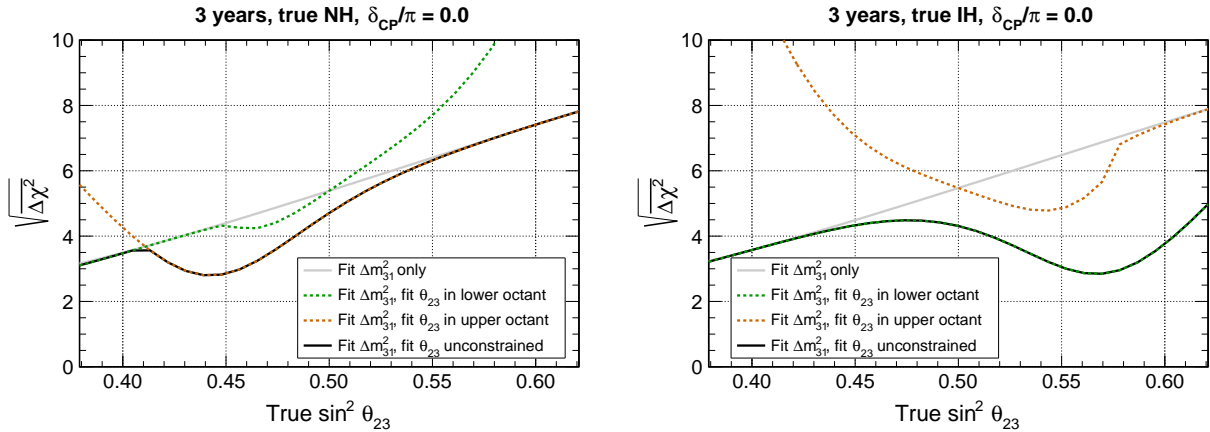 3 years, true NH, δCP/π = 0.0
10
8
6
4
2
0
√Δχ²
0.40 0.45 0.50 0.55 0.60
True sin² θ23
Fit Δm²31 only
Fit Δm²31, fit θ23 in lower octant
Fit Δm²31, fit θ23 in upper octant
Fit Δm²31, fit θ23 unconstrained
3 years, true IH, δCP/π = 0.0
10
8
6
4
2
0
√Δχ²
0.40 0.45 0.50 0.55 0.60
True sin² θ23
Fit Δm²31 only
Fit Δm²31, fit θ23 in lower octant
Fit Δm²31, fit θ23 in upper octant
Fit Δm²31, fit θ23 unconstrained